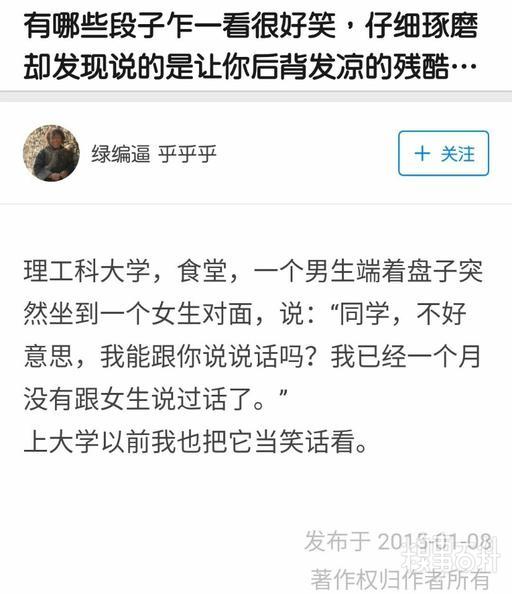 有哪些段子乍一看很好笑，仔细琢磨
却发现说的是让你后背发凉的残酷…
绿编逼 乎乎乎
+ 关注
理工科大学，食堂，一个男生端着盘子突
然坐到一个女生对面，说：“同学，不好
意思，我能跟你说说话吗？我已经一个月
没有跟女生说过话了。”
上大学以前我也把它当笑话看。
发布于 2015-01-08
糗事百科
著作权归作者所有